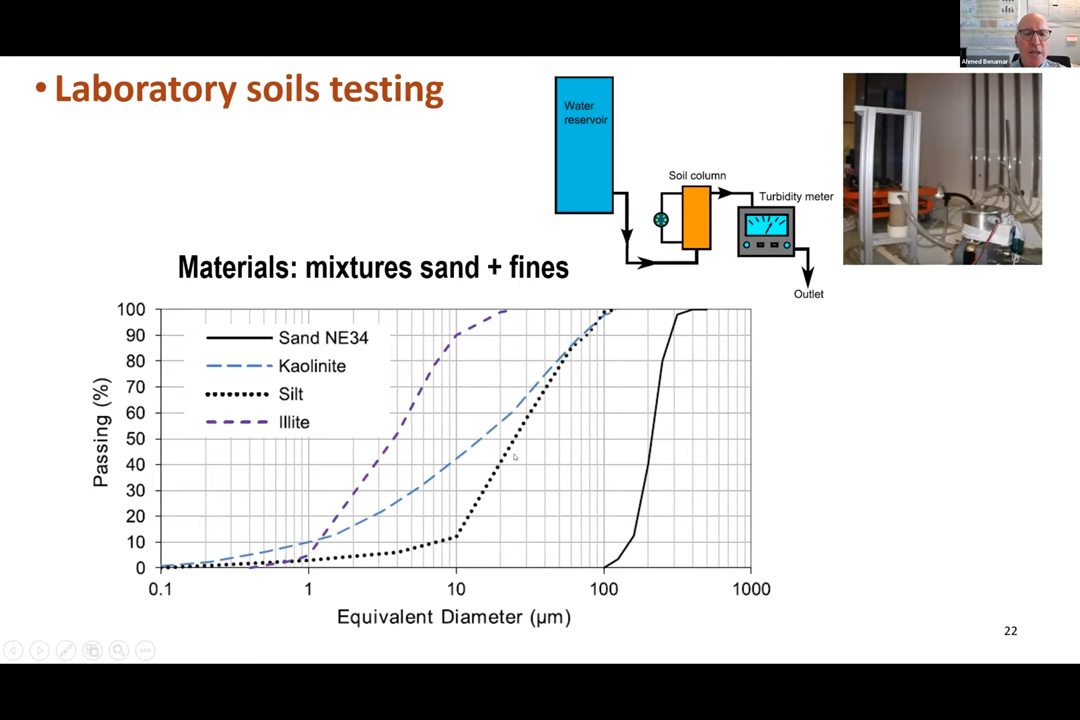 Ahmed Benamar
• Laboratory soils testing
Water
reservoir
Soil column
Turbidity meter
Outlet
Materials: mixtures sand + fines
Passing (%)
100
90
80
70
60
50
40
30
20
10
0
Sand NE34
Kaolinite
Silt
Illite
0.1 1 10 100 1000
Equivalent Diameter (µm)
22